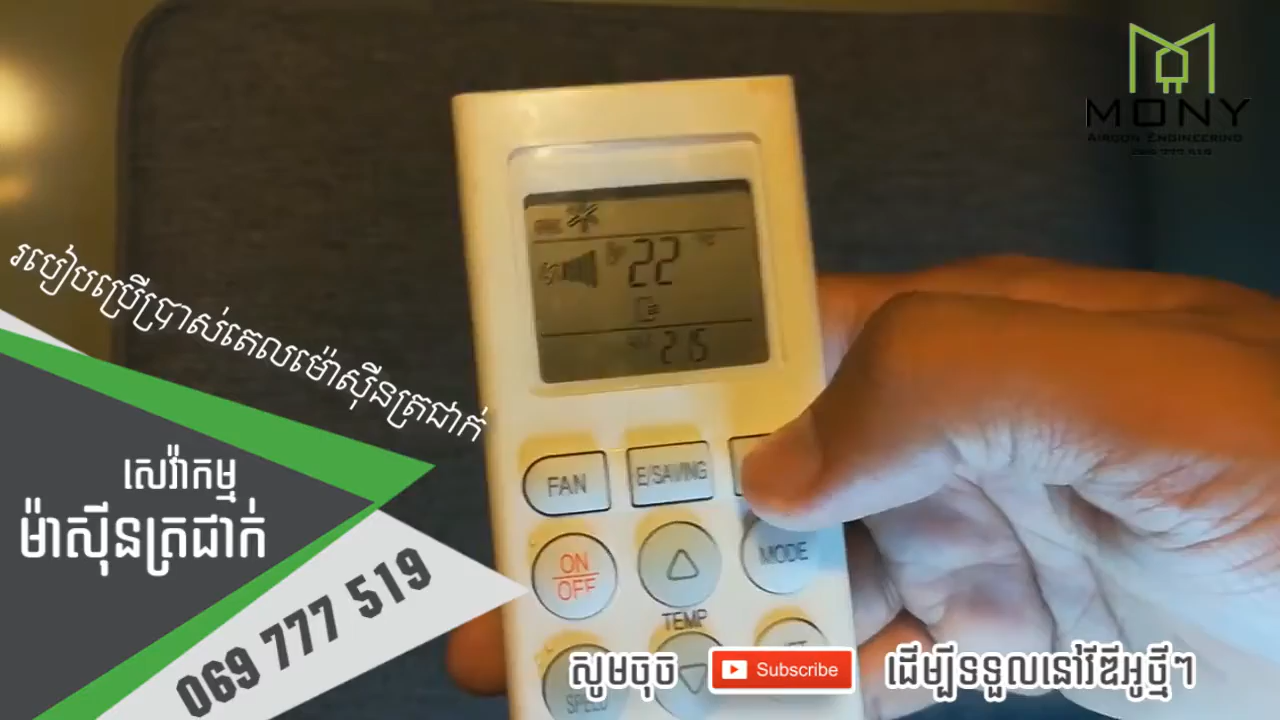 MONY
AIRCON ENGINEERING
22
FAN
E/SAVING
ON
OFF
MODE
TEMP
SPEED
របៀបប្រើប្រាស់តេលេម៉ាស៊ីនត្រជាក់
សេវ៉ាកម្ម
ម៉ាស៊ីនត្រជាក់
069 777 519
សូមចុច
Subscribe
ដើម្បីទទួលនៅវីឌីអូថ្មីៗ